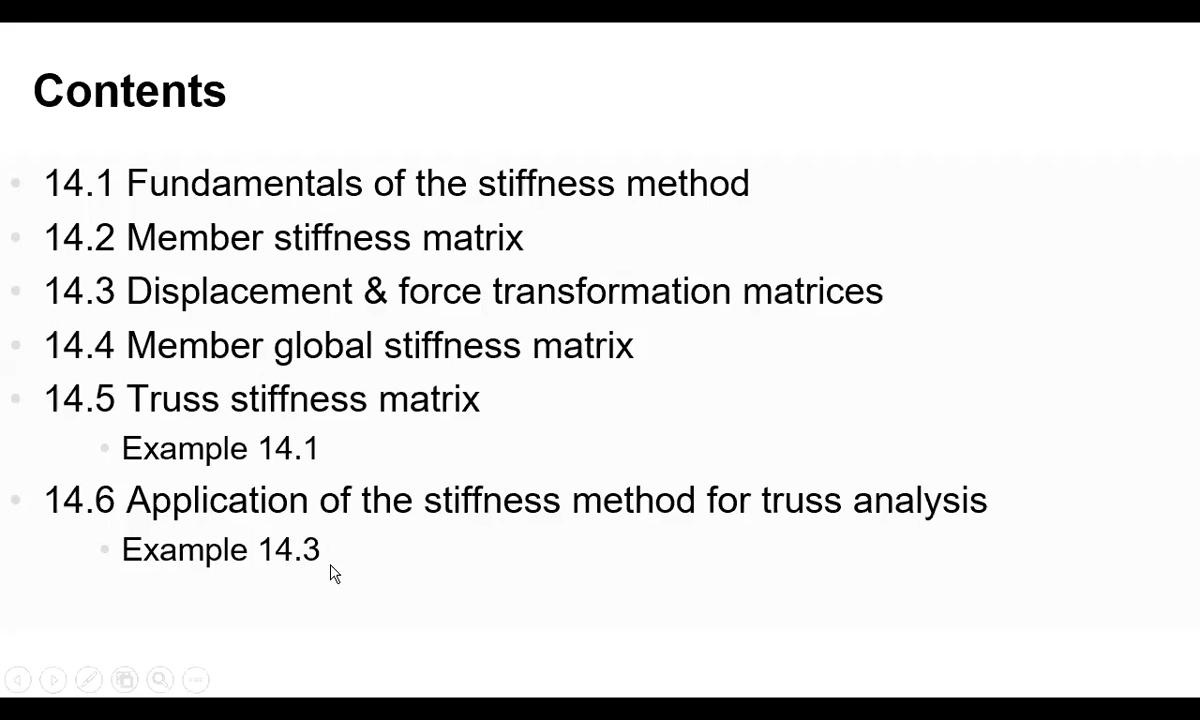 Contents
14.1 Fundamentals of the stiffness method
14.2 Member stiffness matrix
14.3 Displacement & force transformation matrices
14.4 Member global stiffness matrix
14.5 Truss stiffness matrix
Example 14.1
14.6 Application of the stiffness method for truss analysis
Example 14.3